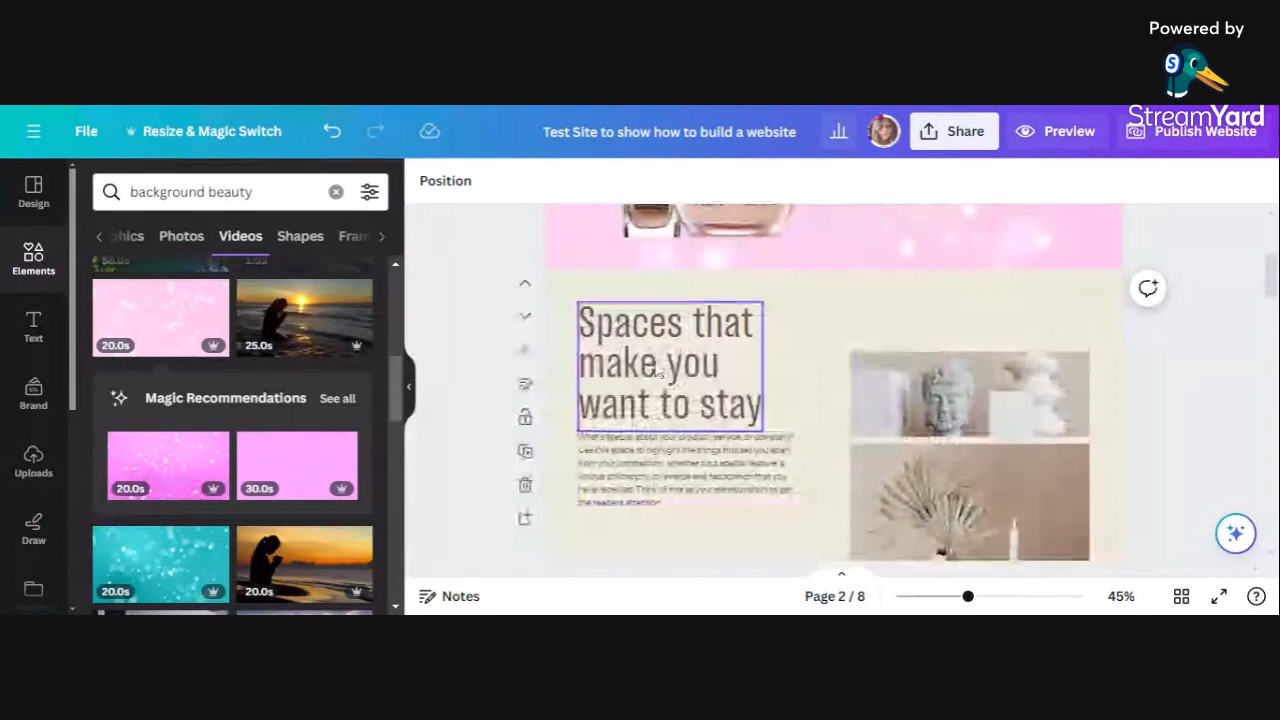 Powered by
S
StreamYard
File
Resize & Magic Switch
Test Site to show how to build a website
Share
Preview
Publish Website
Design
Elements
Text
Brand
Uploads
Draw
background beauty
Photos
Videos
Shapes
20.0s
25.0s
Magic Recommendations
See all
20.0s
30.0s
20.0s
20.0s
Position
Spaces that
make you
want to stay
Notes
Page 2 / 8
45%